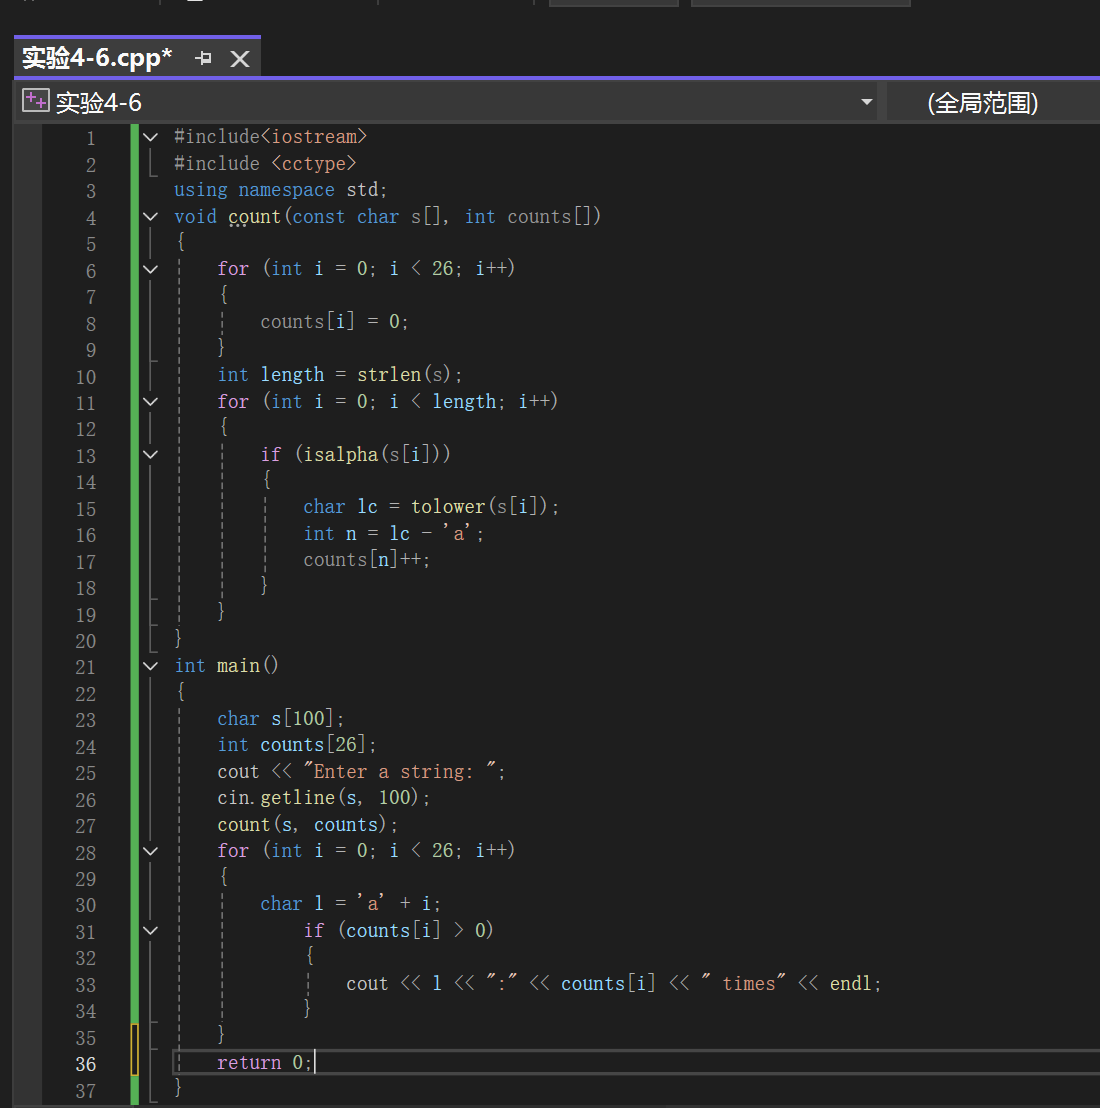 实验4-6.cpp*
实验4-6
(全局范围)
1 #include<iostream>
2 #include <cctype>
3 using namespace std;
4 void count(const char s[], int counts[])
5 {
6     for (int i = 0; i < 26; i++)
7     {
8         counts[i] = 0;
9     }
10     int length = strlen(s);
11     for (int i = 0; i < length; i++)
12     {
13         if (isalpha(s[i]))
14         {
15             char lc = tolower(s[i]);
16             int n = lc - 'a';
17             counts[n]++;
18         }
19     }
20 }
21 int main()
22 {
23     char s[100];
24     int counts[26];
25     cout << "Enter a string: ";
26     cin.getline(s, 100);
27     count(s, counts);
28     for (int i = 0; i < 26; i++)
29     {
30         char l = 'a' + i;
31             if (counts[i] > 0)
32             {
33                 cout << l << ":" << counts[i] << " times" << endl;
34             }
35     }
36     return 0;
37 }